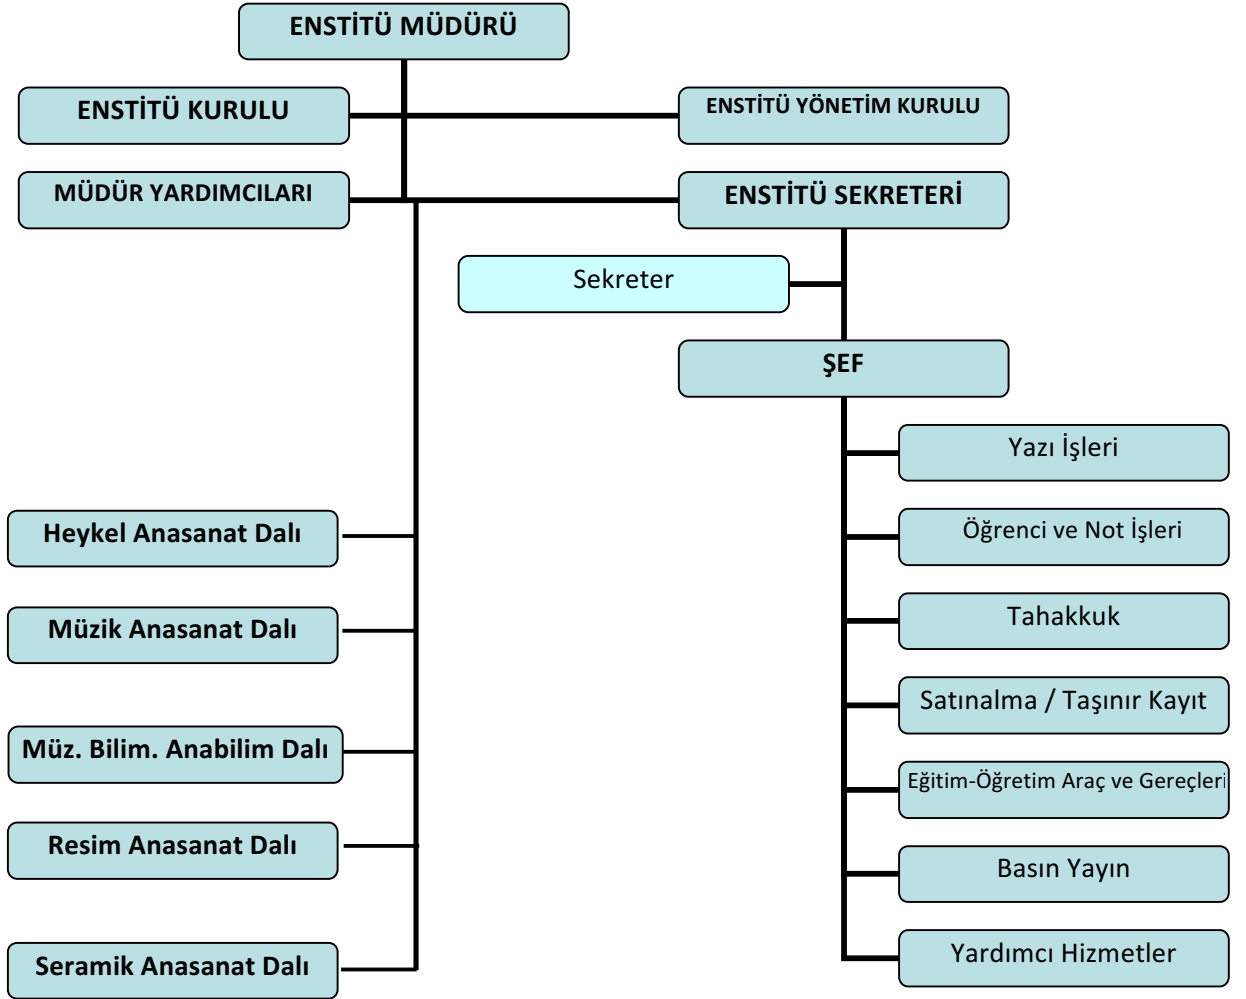 ENSTİTÜ MÜDÜRÜ
ENSTİTÜ KURULU
ENSTİTÜ YÖNETİM KURULU
MÜDÜR YARDIMCILARI
ENSTİTÜ SEKRETERİ
Sekreter
ŞEF
Yazı İşleri
Öğrenci ve Not İşleri
Tahakkuk
Satınalma / Taşınır Kayıt
Eğitim-Öğretim Araç ve Gereçleri
Basın Yayın
Yardımcı Hizmetler
Heykel Anasanat Dalı
Müzik Anasanat Dalı
Müz. Bilim. Anabilim Dalı
Resim Anasanat Dalı
Seramik Anasanat Dalı